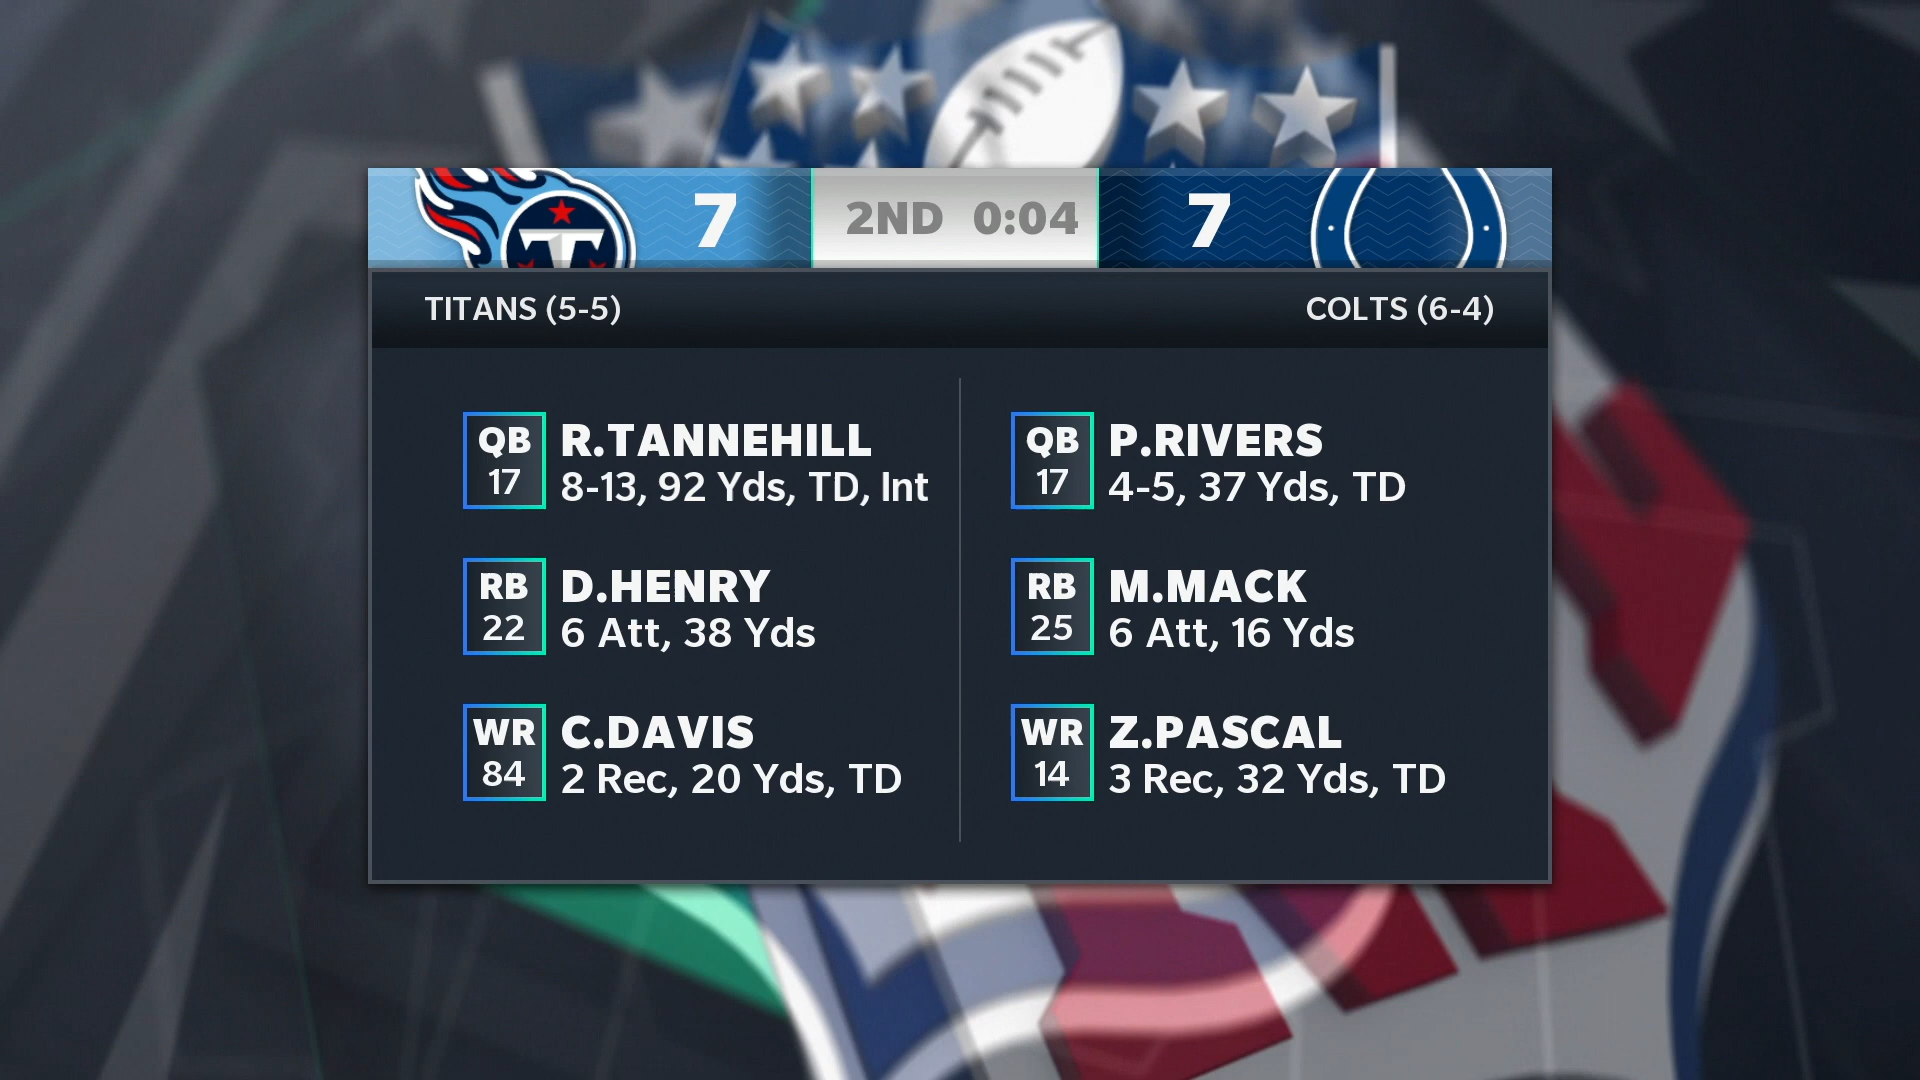 7 2ND 0:04 7
TITANS (5-5) COLTS (6-4)
QB
17
R.TANNEHILL
8-13, 92 Yds, TD, Int
RB
22
D.HENRY
6 Att, 38 Yds
WR
84
C.DAVIS
2 Rec, 20 Yds, TD
QB
17
P.RIVERS
4-5, 37 Yds, TD
RB
25
M.MACK
6 Att, 16 Yds
WR
14
Z.PASCAL
3 Rec, 32 Yds, TD